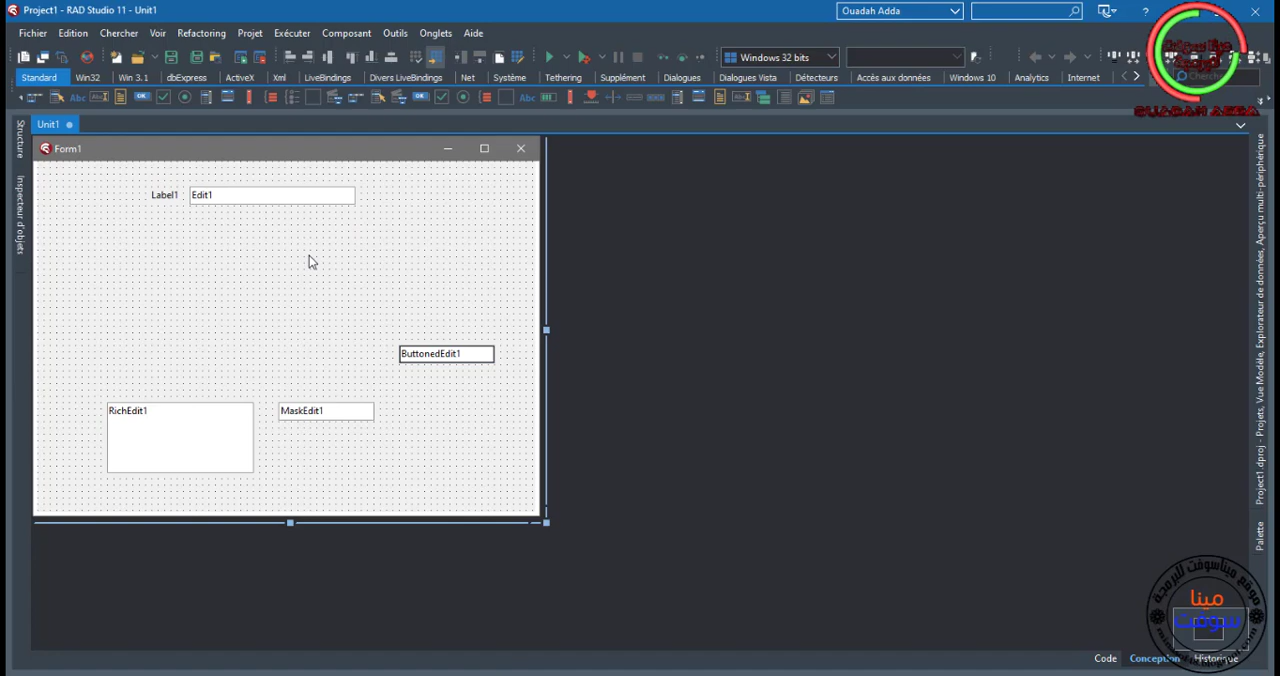 Project1 - RAD Studio 11 - Unit1
Ouadah Adda
?
Fichier Edition Chercher Voir Refactoring Projet Exécuter Composant Outils Onglets Aide
Windows 32 bits
Standard Win32 Win 3.1 dbExpress ActiveX Xml LiveBindings Divers LiveBindings Net Système Tethering Supplément Dialogues Dialogues Vista Détecteurs Accès aux données Windows 10 Analytics Internet
OUADAH ADDA
Unit1
Structure
Inspecteur d'objets
Form1
Label1 Edit1
ButtonedEdit1
RichEdit1 MaskEdit1
Project1.dproj - Projets, Vue Modèle, Explorateur de données, Aperçu multi-périphérique
Palette
موقع ميناسوفت للبرمجة
مينا
سوفت
Code Conception Historique